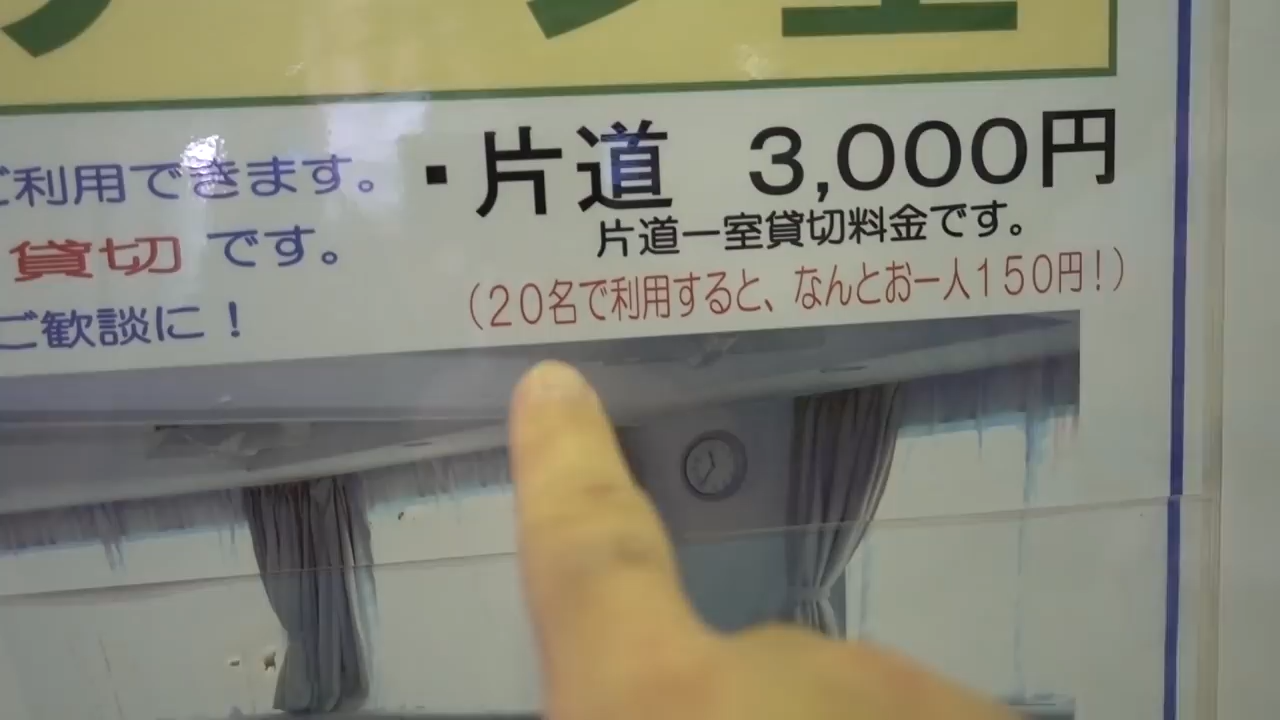 ご利用できます。
貸切です。
ご歓談に！
・片道 3,000円
片道一室貸切料金です。
（20名で利用すると、なんとお一人150円！）